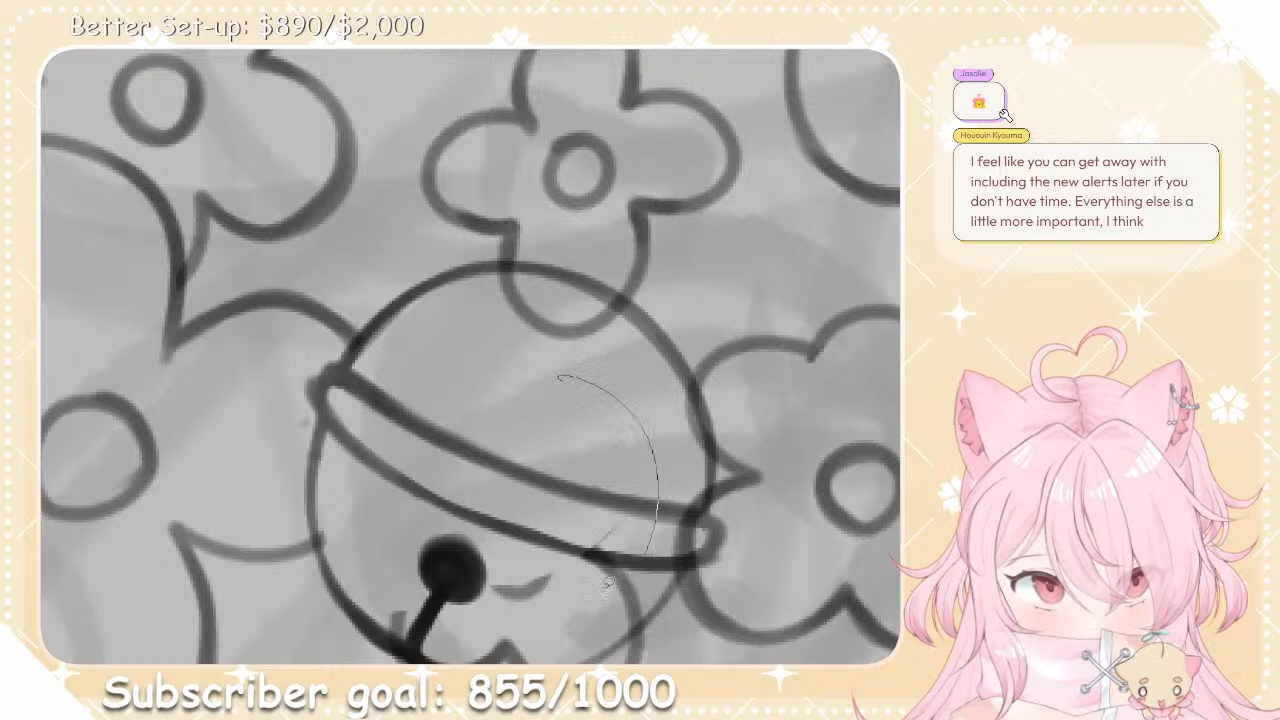 Better Set-up: $890/$2,000
Jasolie
Hououin Kyouma
I feel like you can get away with
including the new alerts later if you
don't have time. Everything else is a
little more important, I think
Subscriber goal: 855/1000